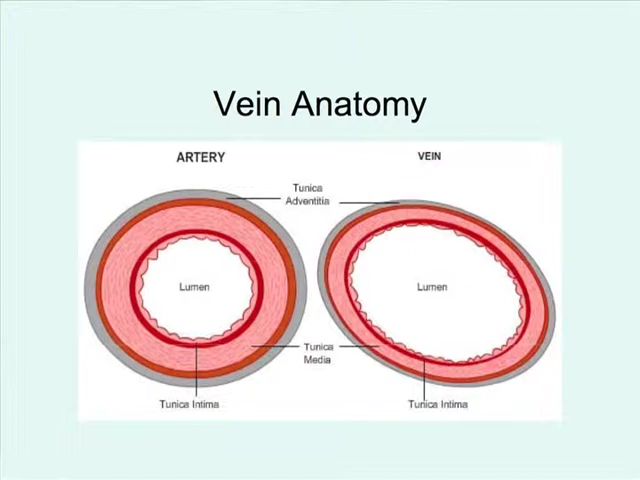 Vein Anatomy
ARTERY
VEIN
Tunica
Adventitia
Lumen
Lumen
Tunica
Media
Tunica Intima
Tunica Intima